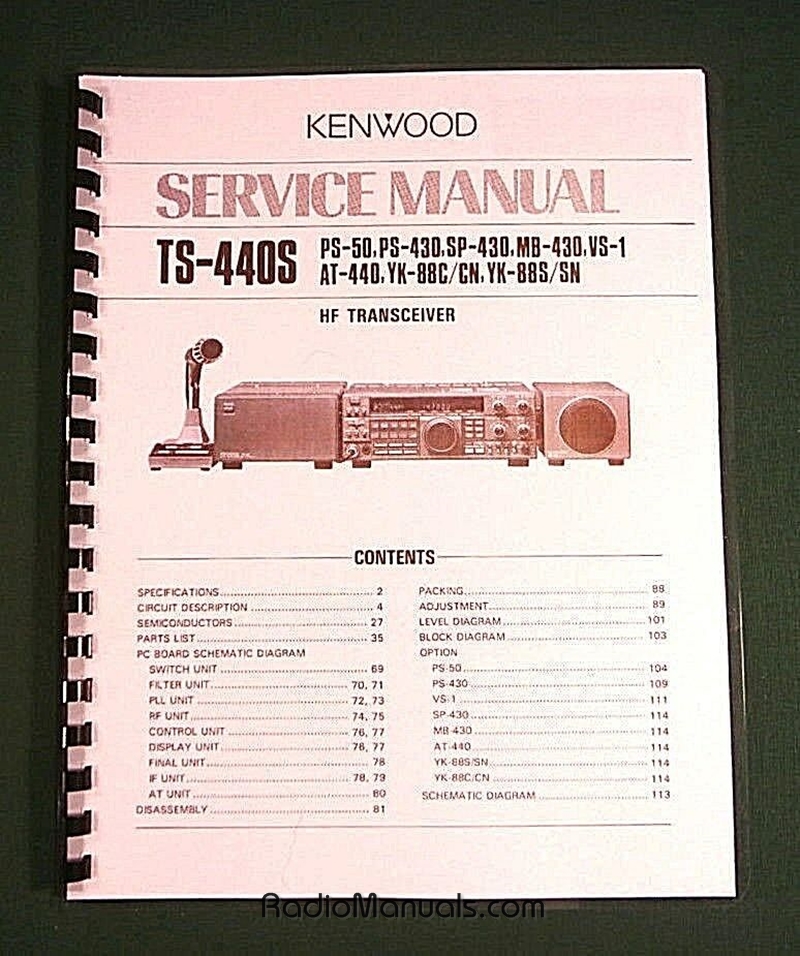 KENWOOD
SERVICE MANUAL
TS-440S
PS-50, PS-430, SP-430, MB-430, VS-1
AT-440, YK-88C/CN, YK-88S/SN
HF TRANSCEIVER
CONTENTS
SPECIFICATIONS 2
CIRCUIT DESCRIPTION 4
SEMICONDUCTORS 27
PARTS LIST 35
PC BOARD SCHEMATIC DIAGRAM
SWITCH UNIT 69
FILTER UNIT 70, 71
PLL UNIT 72, 73
RF UNIT 74, 75
CONTROL UNIT 76, 77
DISPLAY UNIT 76, 77
FINAL UNIT 78
IF UNIT 78, 79
AT UNIT 80
DISASSEMBLY 81
PACKING 88
ADJUSTMENT 89
LEVEL DIAGRAM 101
BLOCK DIAGRAM 103
OPTION
PS-50 104
PS-430 109
VS-1 111
SP-430 114
MB-430 114
AT-440 114
YK-88S/SN 114
YK-88C/CN 114
SCHEMATIC DIAGRAM 113
RadioManuals.com